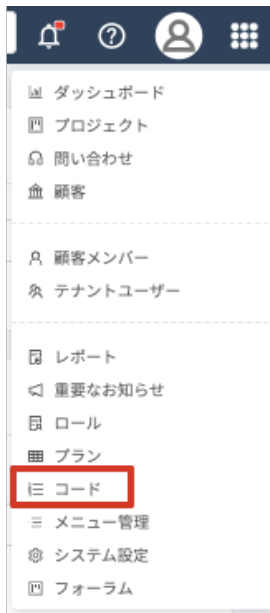 ダッシュボード
プロジェクト
問い合わせ
顧客
顧客メンバー
テナントユーザー
レポート
重要なお知らせ
ロール
プラン
コード
メニュー管理
システム設定
フォーラム